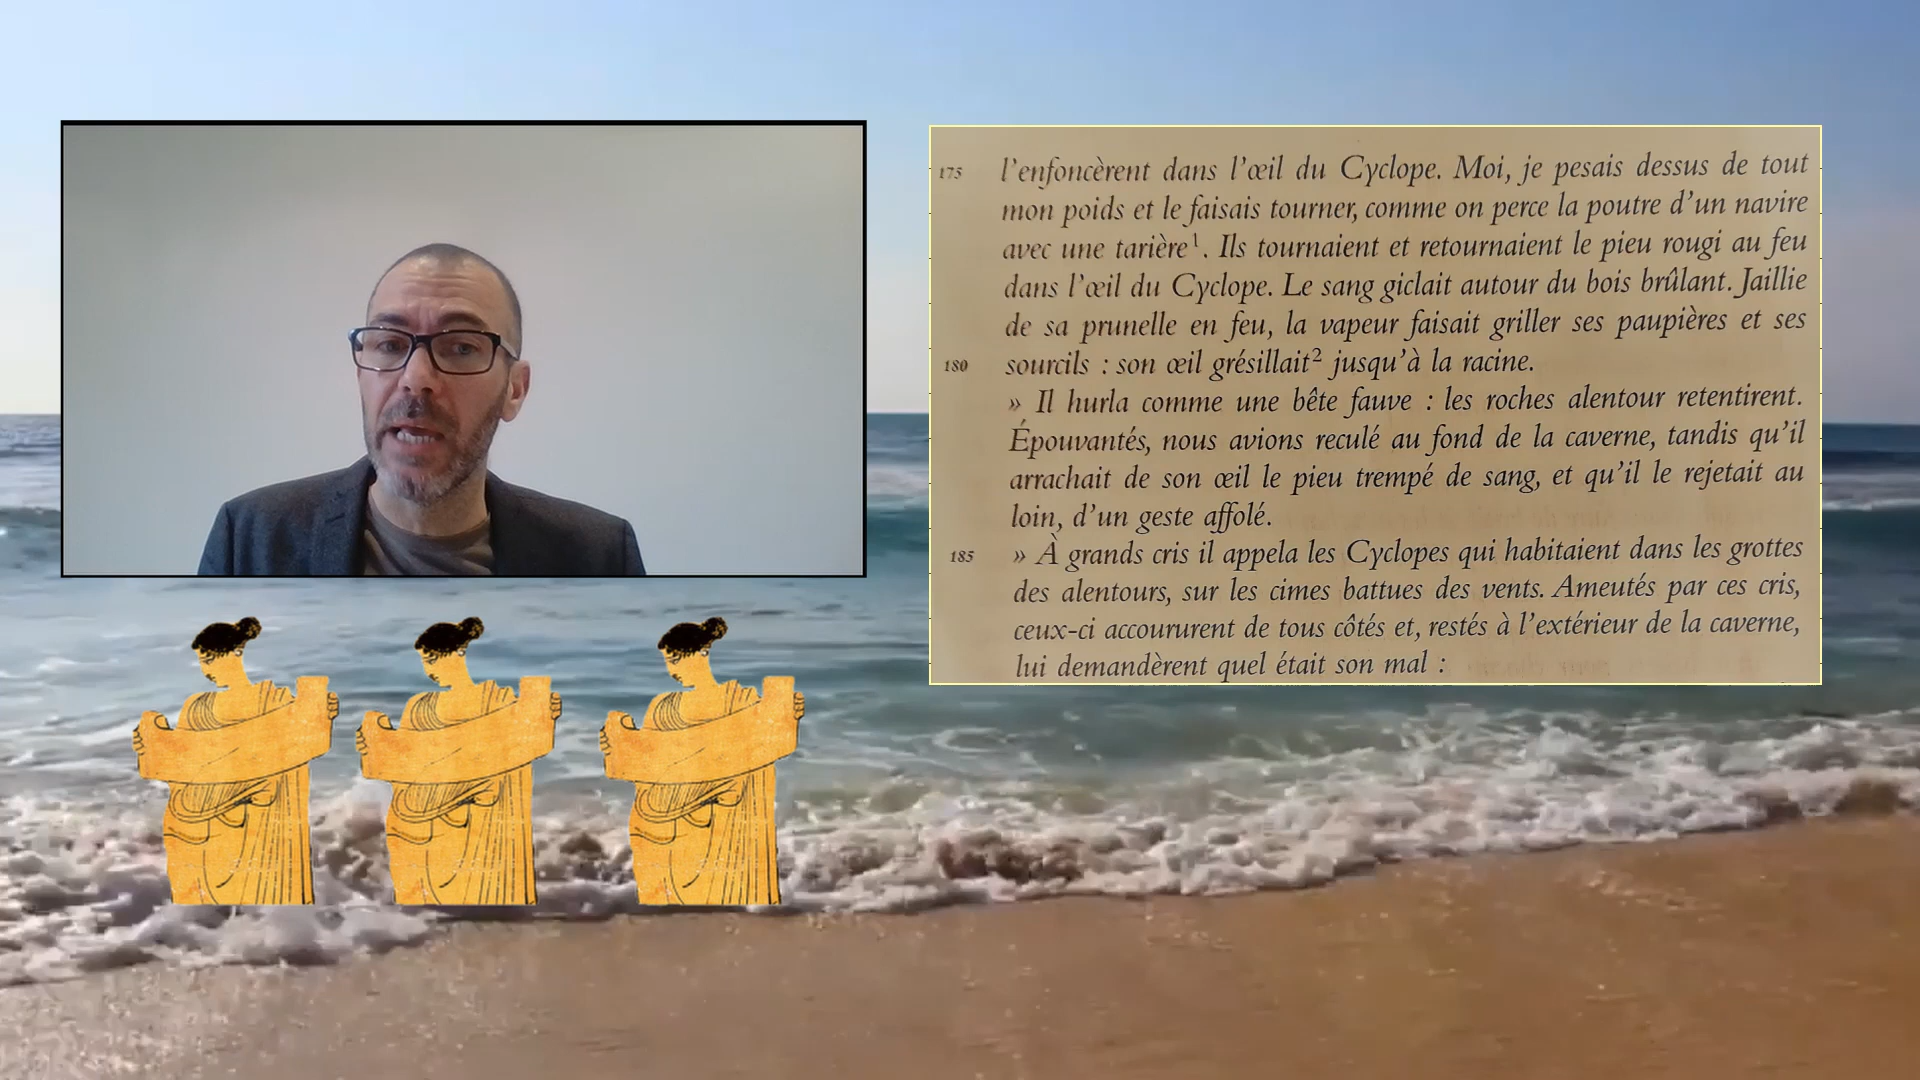 175 l'enfoncèrent dans l'œil du Cyclope. Moi, je pesais dessus de tout
mon poids et le faisais tourner, comme on perce la poutre d'un navire
avec une tarière¹. Ils tournaient et retournaient le pieu rougi au feu
dans l'œil du Cyclope. Le sang giclait autour du bois brûlant. Jaillie
de sa prunelle en feu, la vapeur faisait griller ses paupières et ses
180 sourcils : son œil grésillait² jusqu'à la racine.
» Il hurla comme une bête fauve : les roches alentour retentirent.
Épouvantés, nous avions reculé au fond de la caverne, tandis qu'il
arrachait de son œil le pieu trempé de sang, et qu'il le rejetait au
loin, d'un geste affolé.
185 » À grands cris il appela les Cyclopes qui habitaient dans les grottes
des alentours, sur les cimes battues des vents. Ameutés par ces cris,
ceux-ci accoururent de tous côtés et, restés à l'extérieur de la caverne,
lui demandèrent quel était son mal :